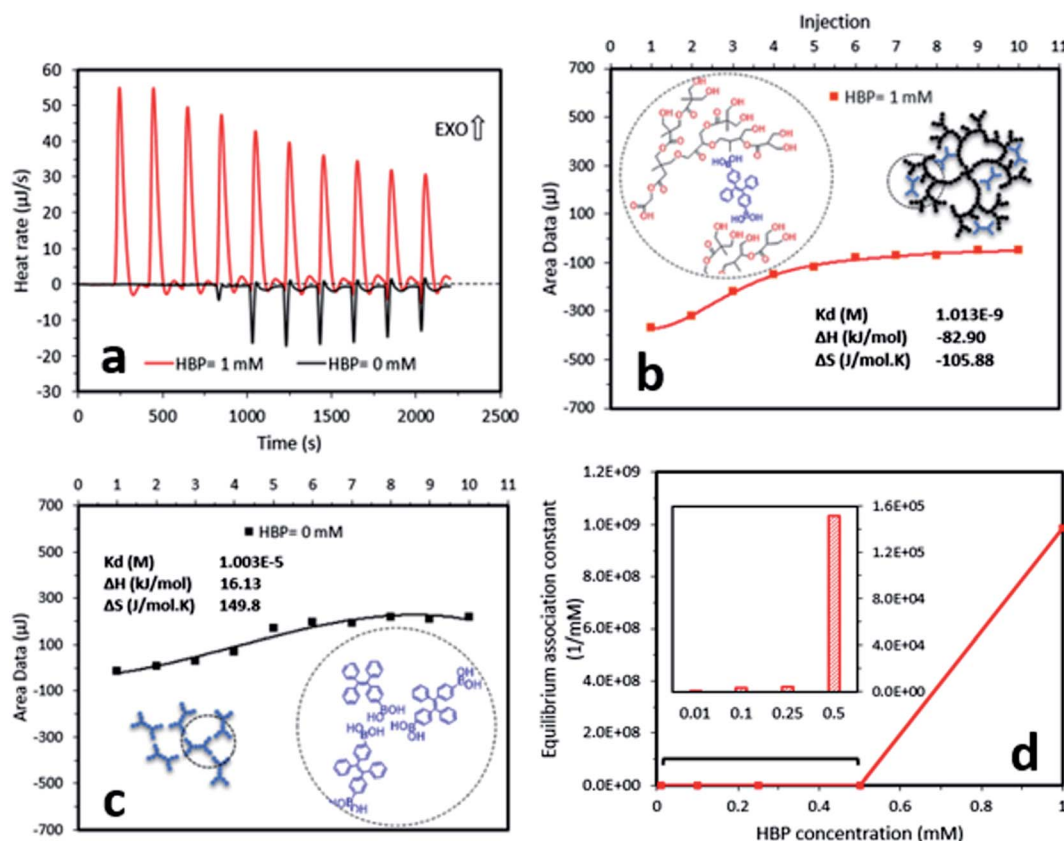 60
50
40
30
20
10
0
-10
-20
-30
Heat rate (µJ/s)
EXO
HBP= 1 mM
HBP= 0 mM
a
0
500
1000
1500
2000
2500
Time (s)
Injection
0 1 2 3 4 5 6 7 8 9 10 11
700
500
300
100
-100
-300
-500
-700
Area Data (µJ)
HBP= 1 mM
Kd (M) 1.013E-9
ΔH (kJ/mol) -82.90
ΔS (J/mol.K) -105.88
b
0 1 2 3 4 5 6 7 8 9 10 11
700
500
300
100
-100
-300
-500
-700
Area Data (µJ)
HBP= 0 mM
Kd (M) 1.003E-5
ΔH (kJ/mol) 16.13
ΔS (J/mol.K) 149.8
c
1.2E+09
1.0E+09
8.0E+08
6.0E+08
4.0E+08
2.0E+08
0.0E+00
Equilibrium association constant
(1/mM)
1.6E+05
1.2E+05
8.0E+04
4.0E+04
0.0E+00
0.01 0.1 0.25 0.5
d
0 0.2 0.4 0.6 0.8 1
HBP concentration (mM)